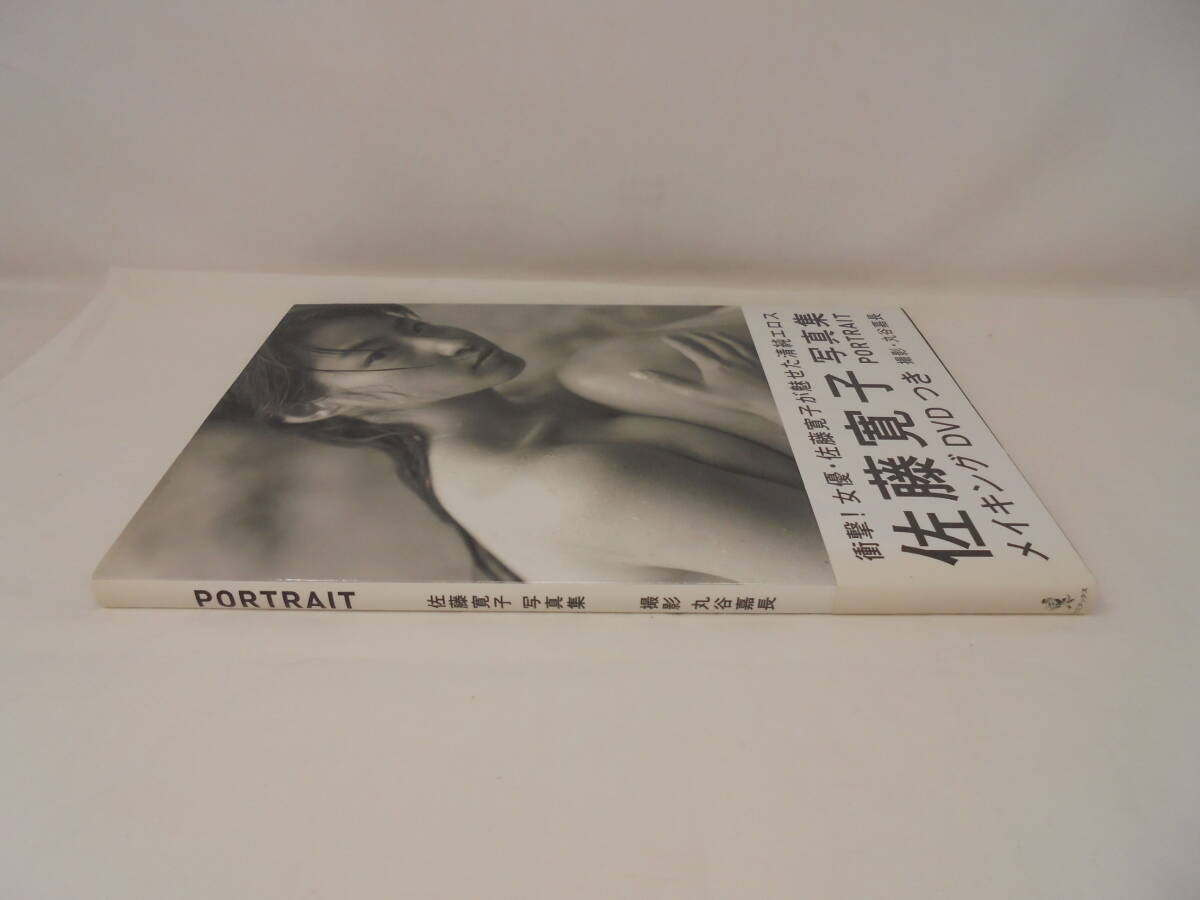 衝撃！女優・佐藤寛子が魅せた清純エロス
佐藤寛子 写真集
PORTRAIT
撮影・丸谷嘉長
メイキングDVDつき
PORTRAIT 佐藤寛子 写真集 撮影 丸谷嘉長